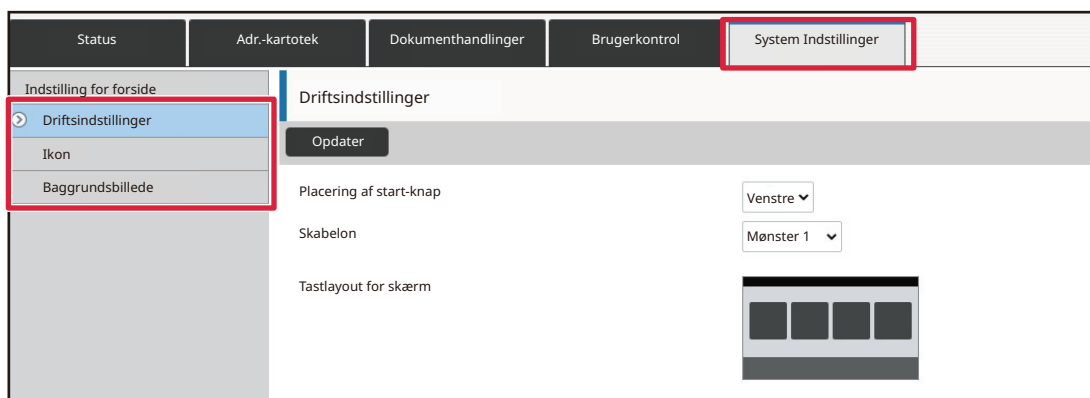 Status
Adr.-kartotek
Dokumenthandlinger
Brugerkontrol
System Indstillinger
Indstilling for forside
Driftsindstillinger
Ikon
Baggrundsbillede
Driftsindstillinger
Opdater
Placering af start-knap
Venstre
Skabelon
Mønster 1
Tastlayout for skærm